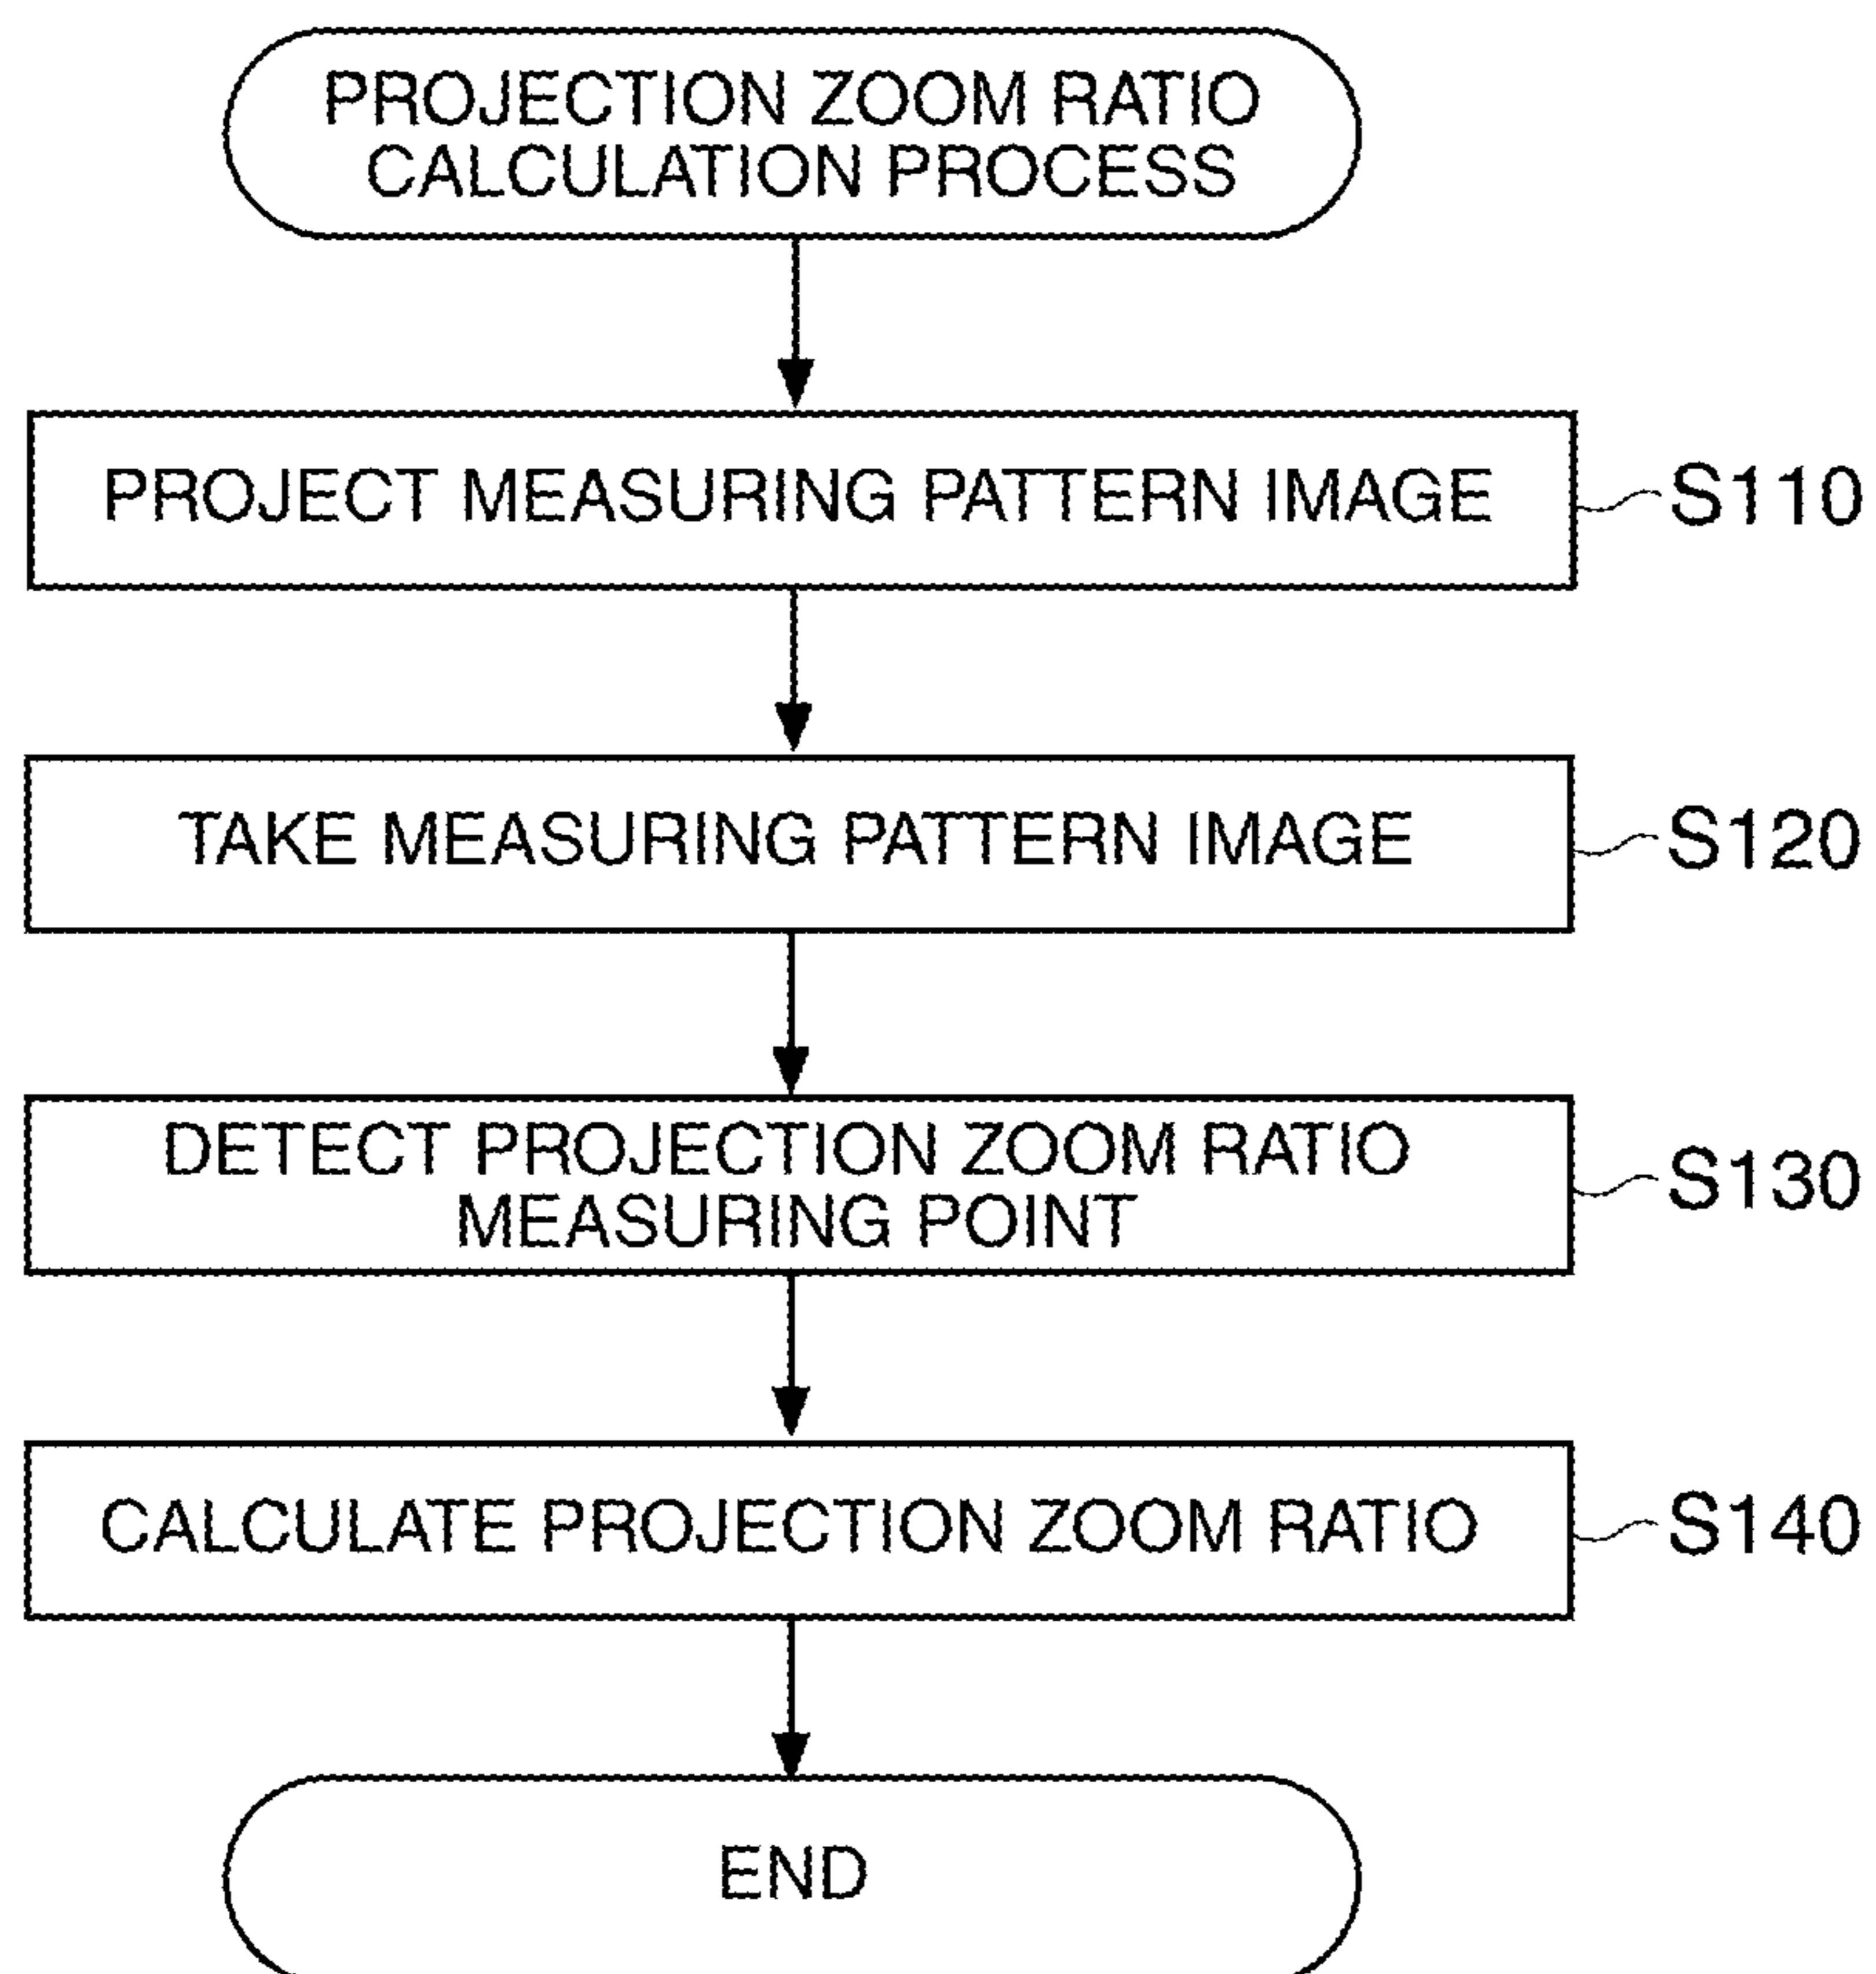 PROJECTION ZOOM RATIO
CALCULATION PROCESS
PROJECT MEASURING PATTERN IMAGE
S110
TAKE MEASURING PATTERN IMAGE
S120
DETECT PROJECTION ZOOM RATIO
MEASURING POINT
S130
CALCULATE PROJECTION ZOOM RATIO
S140
END